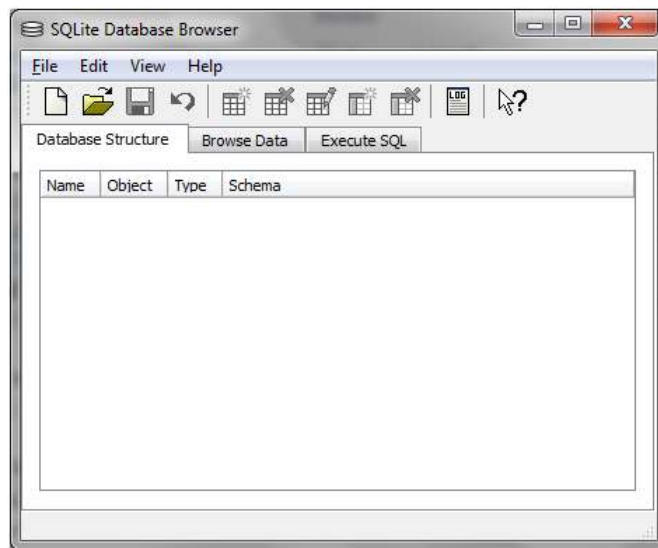 SQLite Database Browser
File Edit View Help
LOG
?
Database Structure Browse Data Execute SQL
Name Object Type Schema